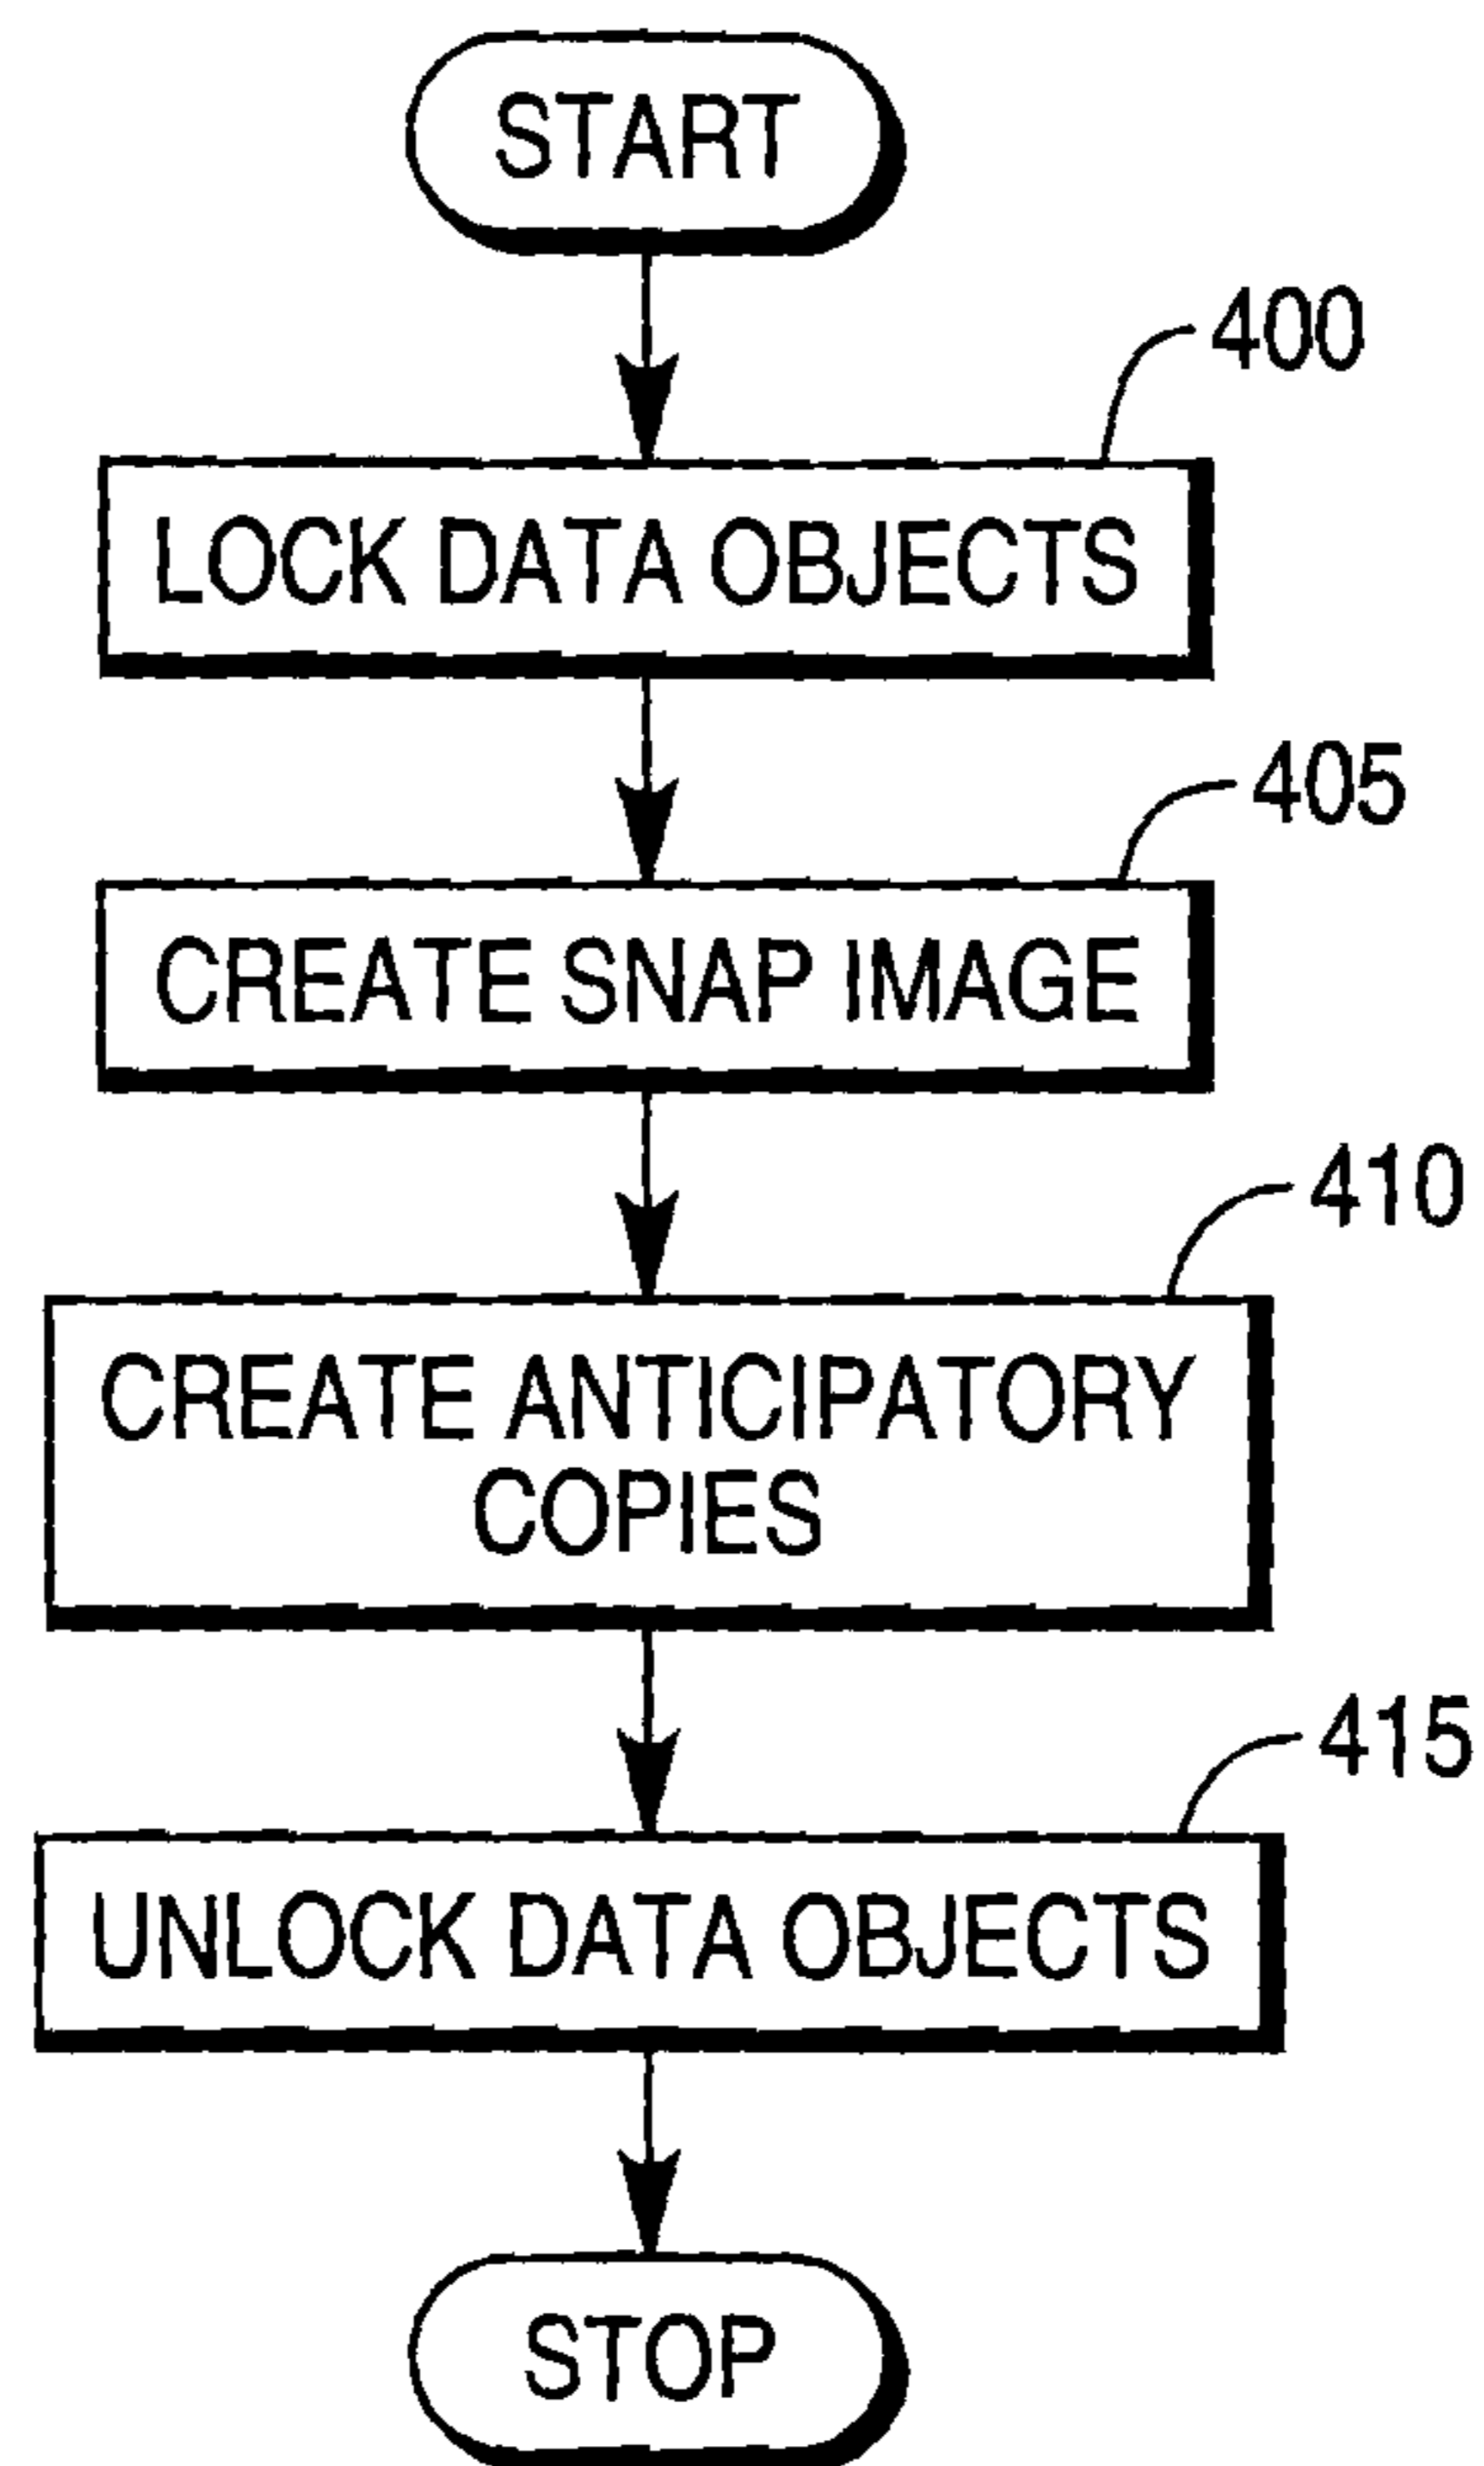 START
400
LOCK DATA OBJECTS
405
CREATE SNAP IMAGE
410
CREATE ANTICIPATORY
COPIES
415
UNLOCK DATA OBJECTS
STOP